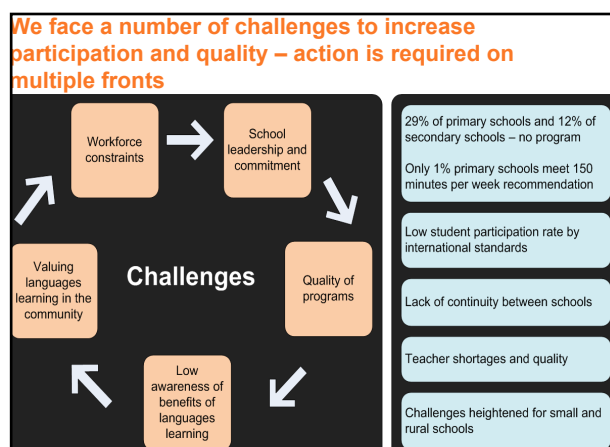 We face a number of challenges to increase
participation and quality – action is required on
multiple fronts
Workforce
constraints
School
leadership and
commitment
Valuing
languages
learning in the
community
Challenges
Quality of
programs
Low
awareness of
benefits of
languages
learning
29% of primary schools and 12% of
secondary schools – no program
Only 1% primary schools meet 150
minutes per week recommendation
Low student participation rate by
international standards
Lack of continuity between schools
Teacher shortages and quality
Challenges heightened for small and
rural schools